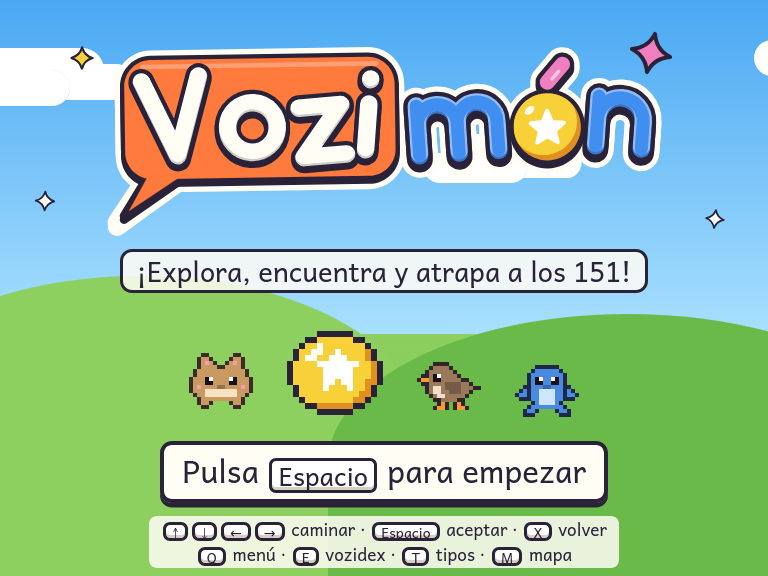 Vozimón
¡Explora, encuentra y atrapa a los 151!
Pulsa Espacio para empezar
↑ ↓ ← → caminar · Espacio aceptar · X volver
Q menú · E vozidex · T tipos · M mapa